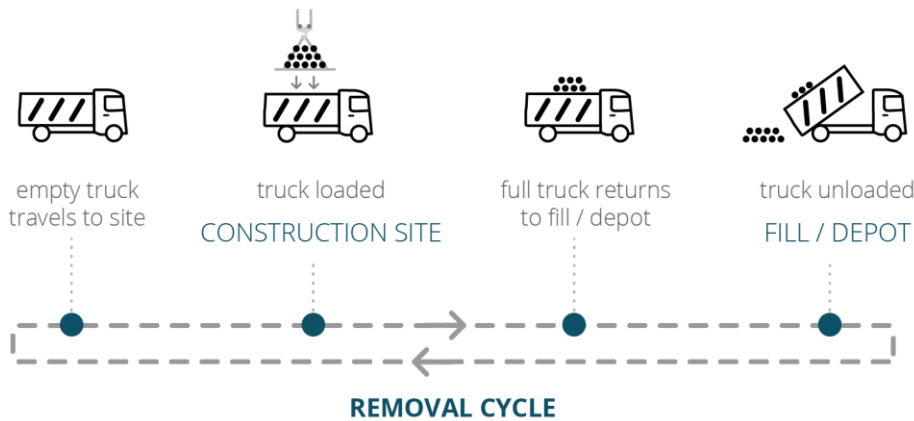 empty truck
travels to site
truck loaded
CONSTRUCTION SITE
full truck returns
to fill / depot
truck unloaded
FILL / DEPOT
REMOVAL CYCLE